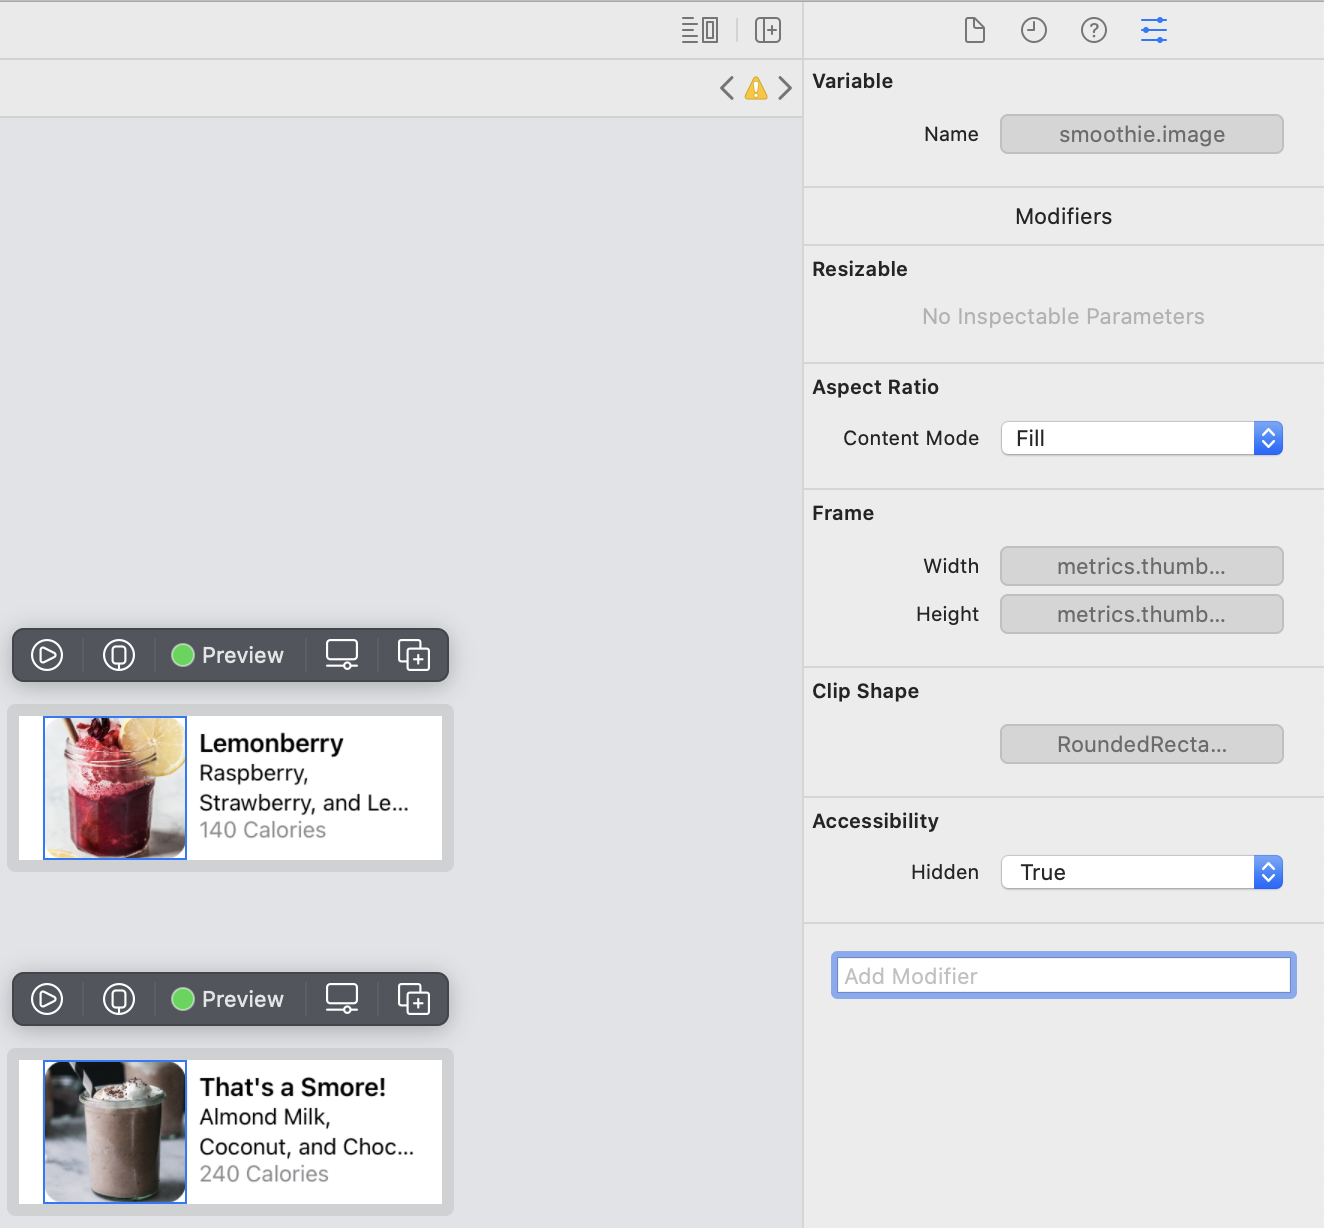 Variable
Name smoothie.image
Modifiers
Resizable
No Inspectable Parameters
Aspect Ratio
Content Mode Fill
Frame
Width metrics.thumb...
Height metrics.thumb...
Clip Shape
RoundedRecta...
Accessibility
Hidden True
Add Modifier
Preview
Lemonberry
Raspberry,
Strawberry, and Le...
140 Calories
Preview
That's a Smore!
Almond Milk,
Coconut, and Choc...
240 Calories